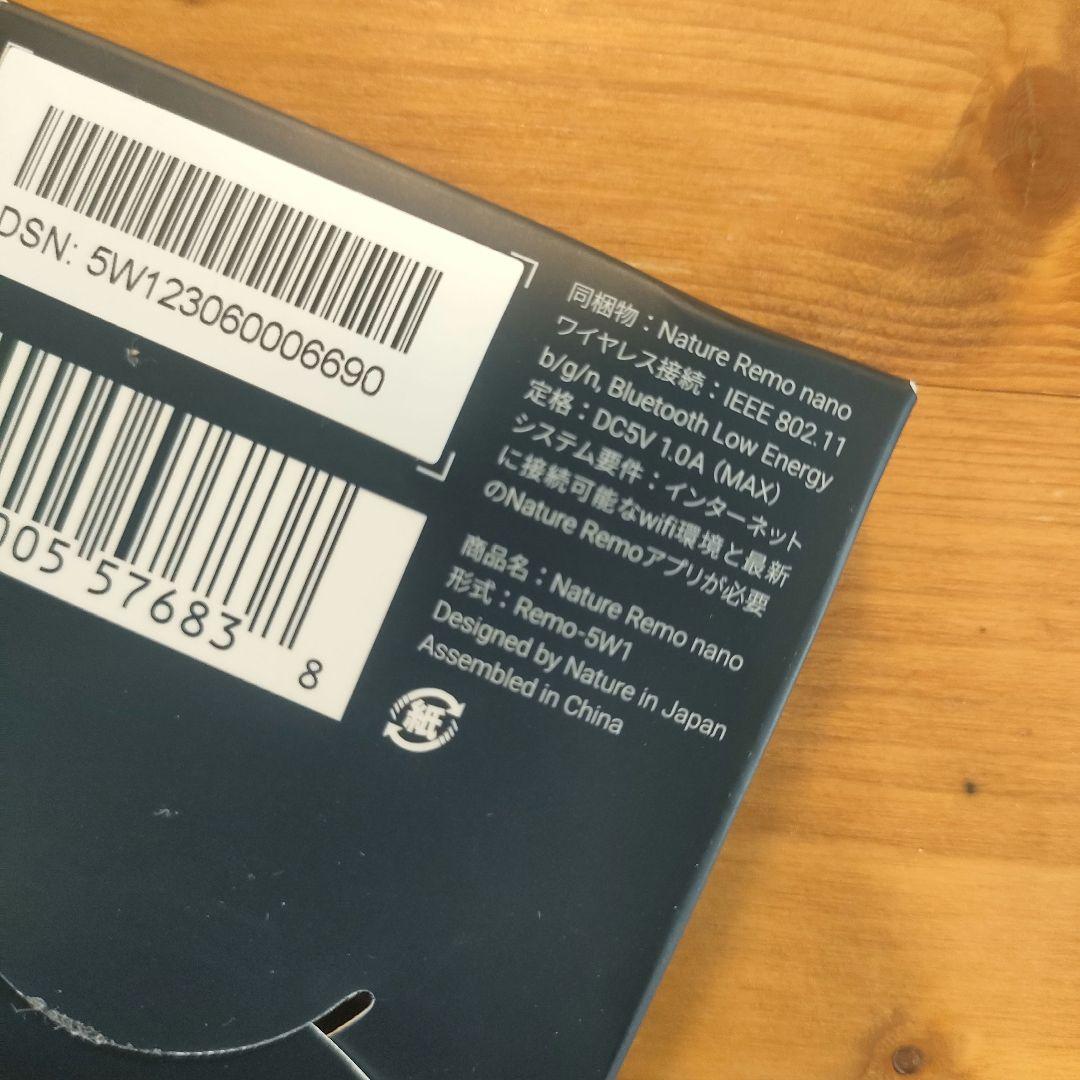 DSN: 5W123060006690
005 57683 8
同梱物：Nature Remo nano
ワイヤレス接続：IEEE 802.11
b/g/n, Bluetooth Low Energy
定格：DC5V 1.0A (MAX)
システム要件：インターネット
に接続可能なwifi環境と最新
のNature Remoアプリが必要
商品名：Nature Remo nano
形式：Remo-5W1
Designed by Nature in Japan
Assembled in China
紙